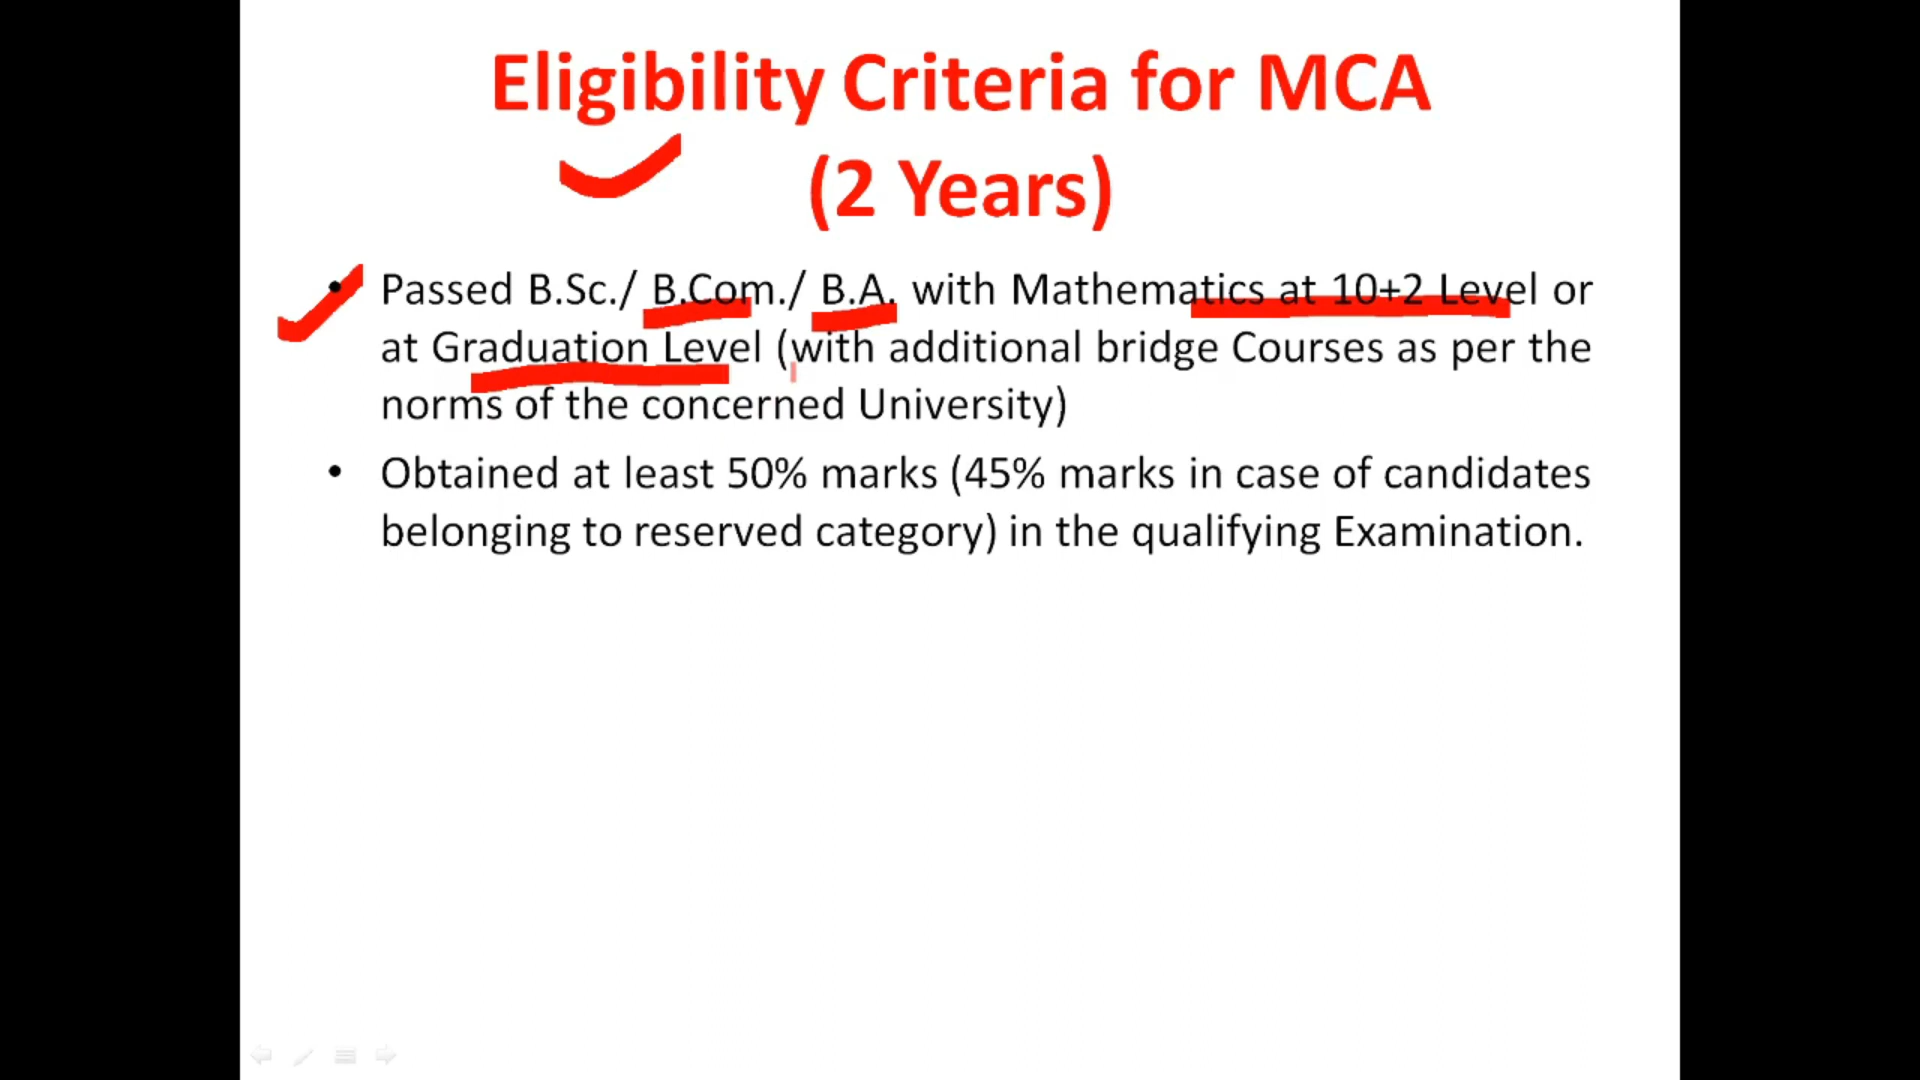 Eligibility Criteria for MCA
(2 Years)
• Passed B.Sc./ B.Com./ B.A. with Mathematics at 10+2 Level or
at Graduation Level (with additional bridge Courses as per the
norms of the concerned University)
• Obtained at least 50% marks (45% marks in case of candidates
belonging to reserved category) in the qualifying Examination.